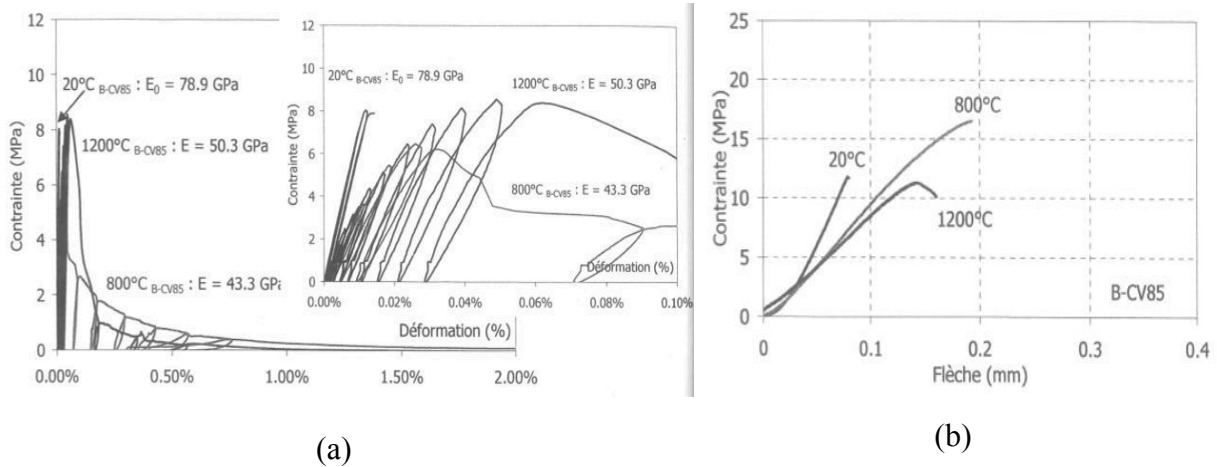 12
10
8
6
4
2
0
Contrainte (MPa)
20°C B-CV85 : E0 = 78.9 GPa
1200°C B-CV85 : E = 50.3 GPa
800°C B-CV85 : E = 43.3 GPa
0.00% 0.50% 1.00% 1.50% 2.00%
Déformation (%)
12
10
8
6
4
2
0
Contrainte (MPa)
20°C B-CV85 : E0 = 78.9 GPa
1200°C B-CV85 : E = 50.3 GPa
800°C B-CV85 : E = 43.3 GPa
Déformation (%)
0.00% 0.02% 0.04% 0.06% 0.08% 0.10%
(a)
25
20
15
10
5
0
Contrainte (MPa)
800°C
20°C
1200°C
B-CV85
0 0.1 0.2 0.3 0.4
Flèche (mm)
(b)